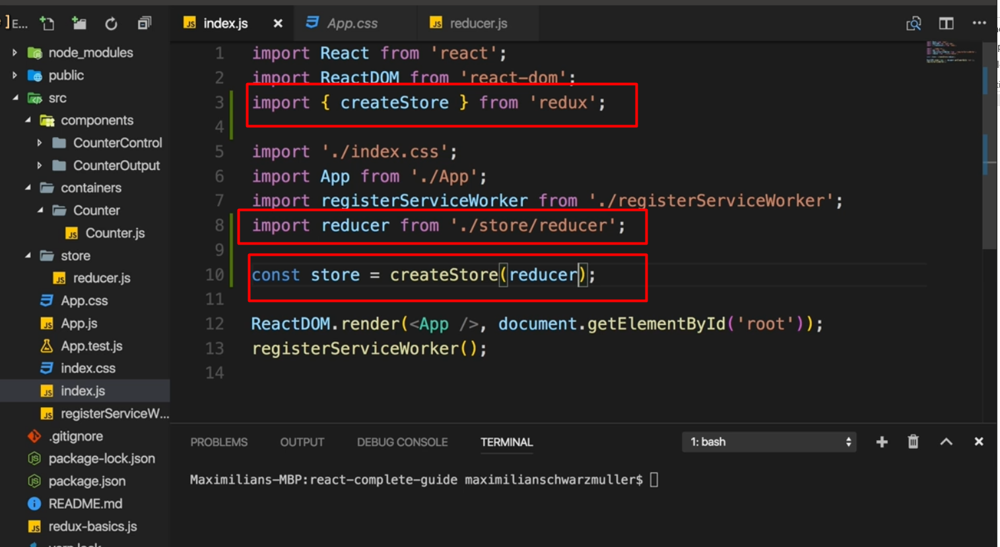 E...
index.js
App.css
reducer.js
node_modules
public
src
components
CounterControl
CounterOutput
containers
Counter
Counter.js
store
reducer.js
App.css
App.js
App.test.js
index.css
index.js
registerServiceW...
.gitignore
package-lock.json
package.json
README.md
redux-basics.js
1 import React from 'react';
2 import ReactDOM from 'react-dom';
3 import { createStore } from 'redux';
4
5 import './index.css';
6 import App from './App';
7 import registerServiceWorker from './registerServiceWorker';
8 import reducer from './store/reducer';
9
10 const store = createStore(reducer);
11
12 ReactDOM.render(<App />, document.getElementById('root'));
13 registerServiceWorker();
14
PROBLEMS OUTPUT DEBUG CONSOLE TERMINAL 1: bash
Maximilians-MBP:react-complete-guide maximilianschwarzmuller$